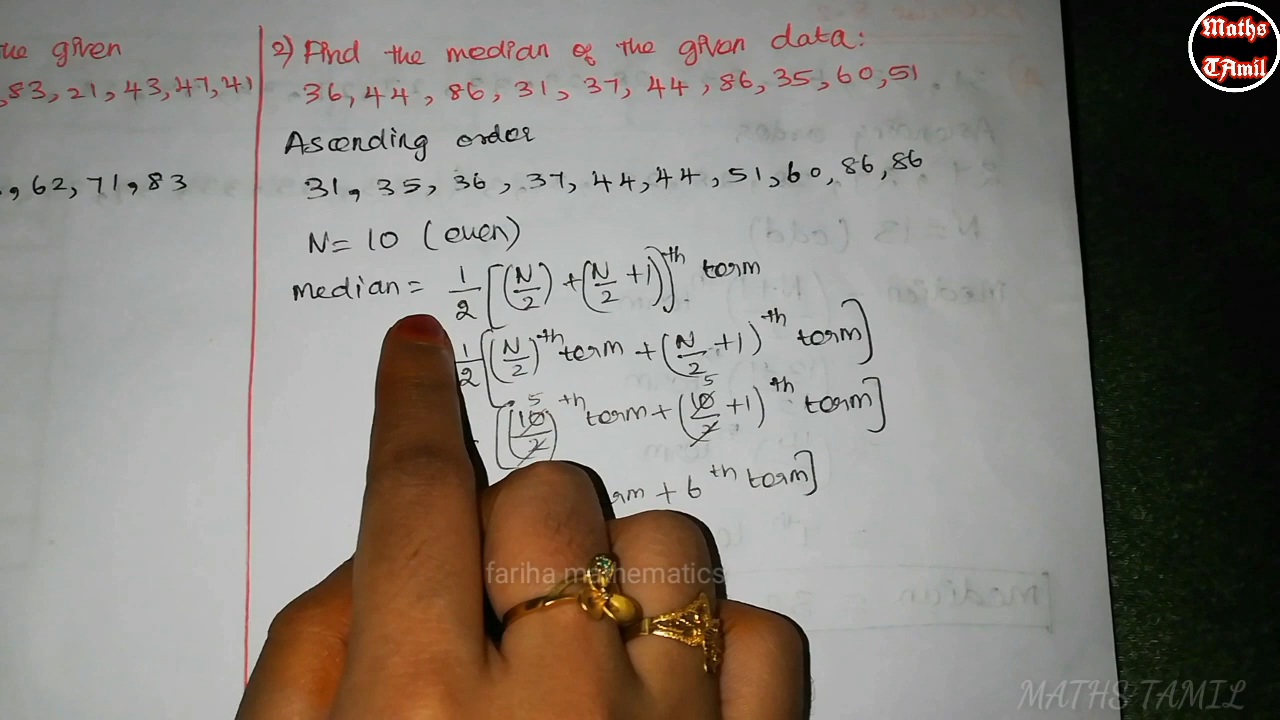 the given
,83, 21, 43, 47, 41
, 62, 71, 83
2) Find the median of the given data:
36, 44, 86, 31, 37, 44, 86, 35, 60, 51
Ascending order
31, 35, 36, 37, 44, 44, 51, 60, 86, 86
N = 10 (even)
median = 1/2 [(N/2) + (N/2 + 1)]th term
1/2 [(N/2)th term + (N/2 + 1)th term]
[(10/2)5 th term + (10/2 5 + 1)th term]
rm + 6th term]
Maths
TAmil
fariha mathematics
MATHS TAMIL